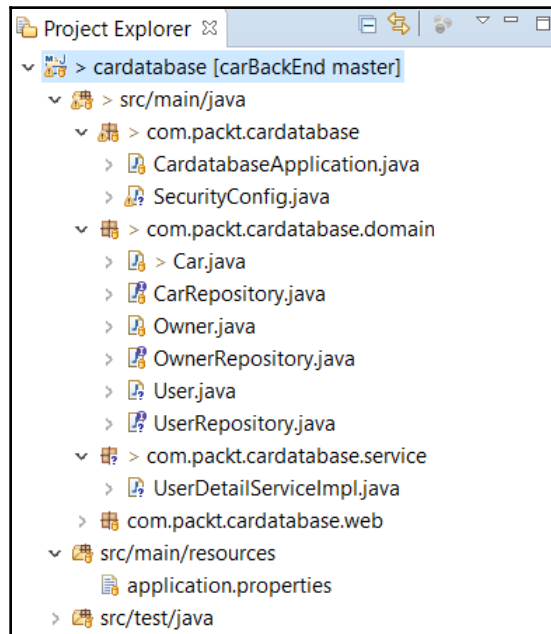 Project Explorer
> cardatabase [carBackEnd master]
> src/main/java
> com.packt.cardatabase
CardatabaseApplication.java
SecurityConfig.java
> com.packt.cardatabase.domain
> Car.java
CarRepository.java
Owner.java
OwnerRepository.java
User.java
UserRepository.java
> com.packt.cardatabase.service
UserDetailServiceImpl.java
com.packt.cardatabase.web
src/main/resources
application.properties
src/test/java